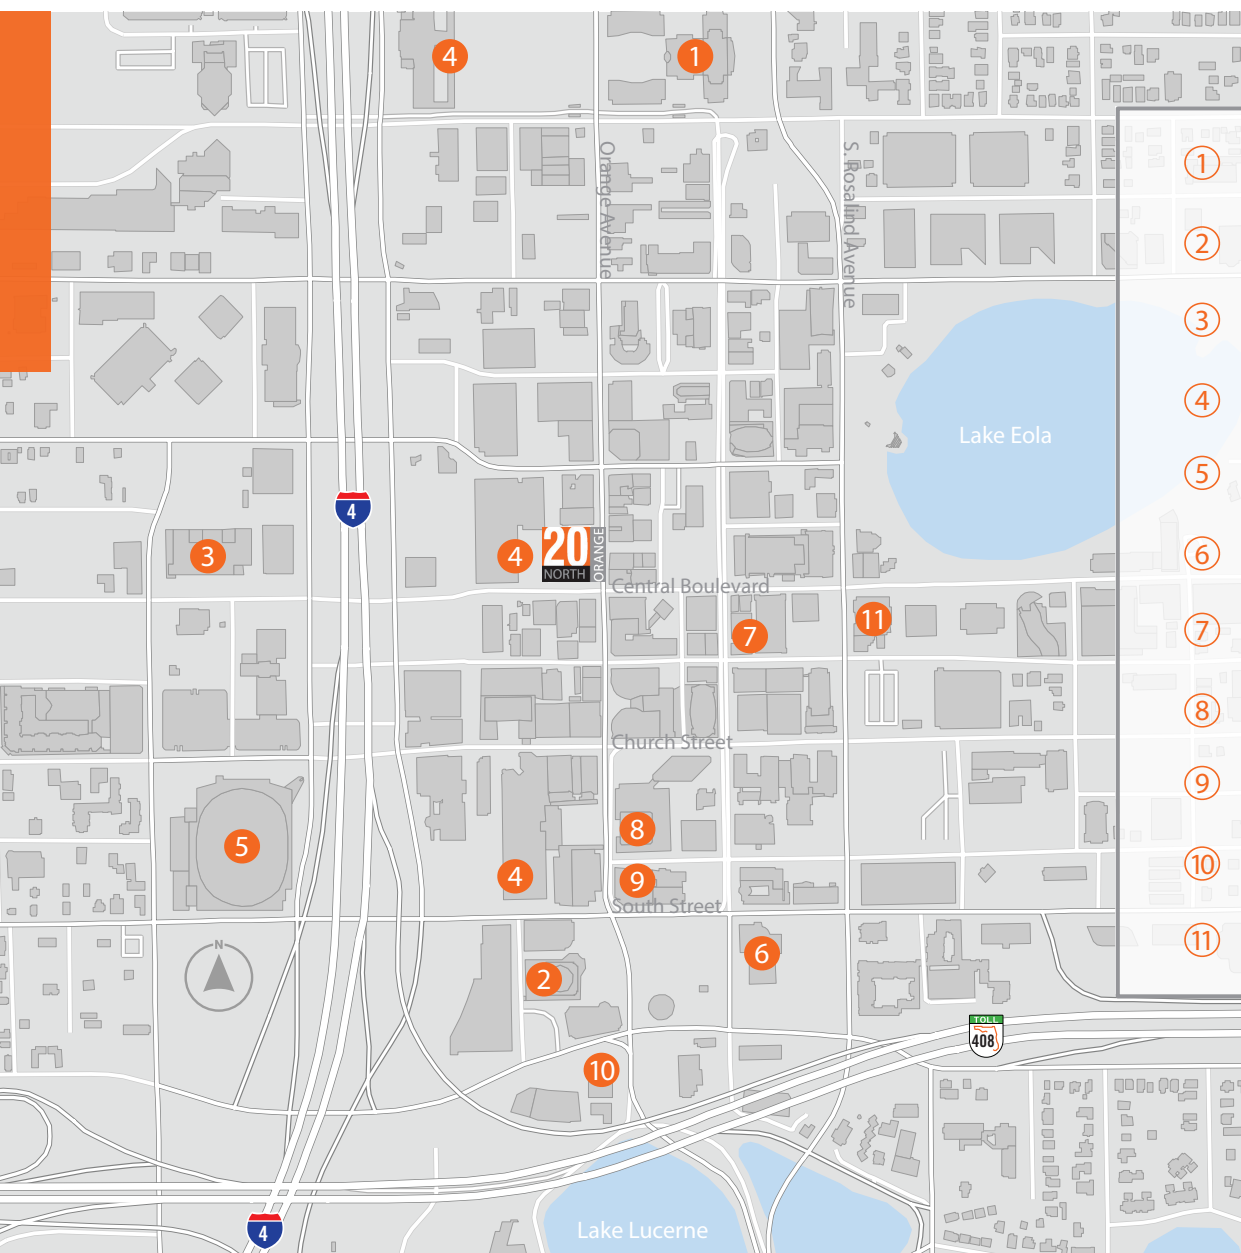 4
1
Orange Avenue
S. Rosalind Avenue
1
2
3
4
Lake Eola
5
4
3
4
20
NORTH
ORANGE
6
Central Boulevard
11
7
7
8
Church Street
9
8
5
4
9
10
South Street
11
N
2
6
TOLL
408
10
4
Lake Lucerne